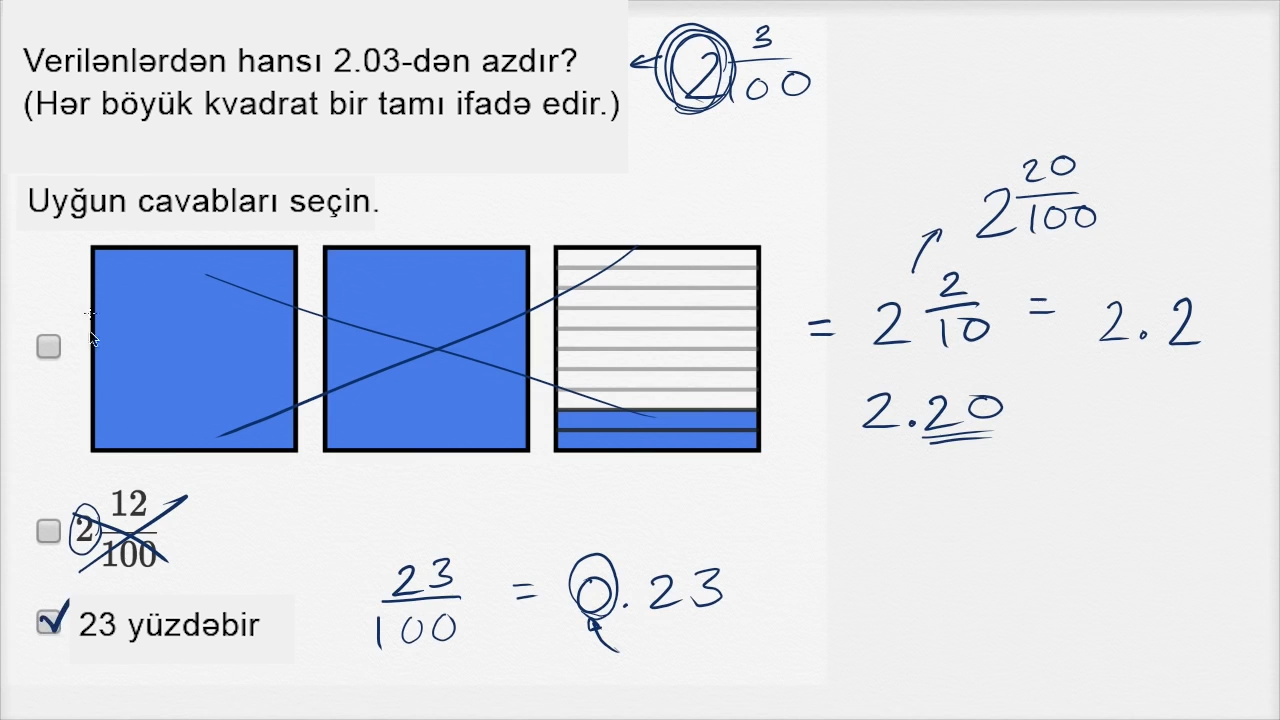 Verilənlərdən hansı 2.03-dən azdır?
(Hər böyük kvadrat bir tamı ifadə edir.)
2 3/100
Uyğun cavabları seçin.
2 20/100
= 2 2/10 = 2.2
2.20
2 12/100
23 yüzdəbir
23/100 = 0.23